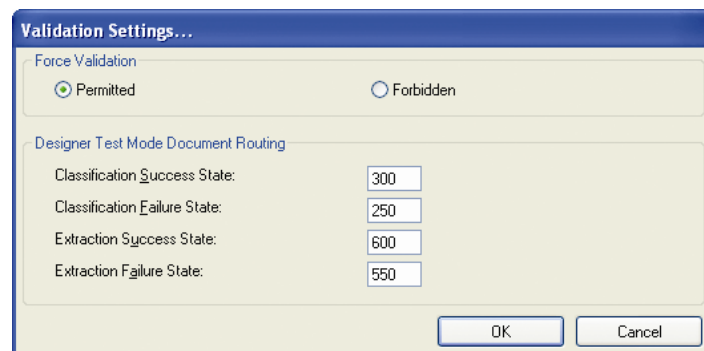 Validation Settings...
Force Validation
Permitted Forbidden
Designer Test Mode Document Routing
Classification Success State: 300
Classification Failure State: 250
Extraction Success State: 600
Extraction Failure State: 550
OK Cancel